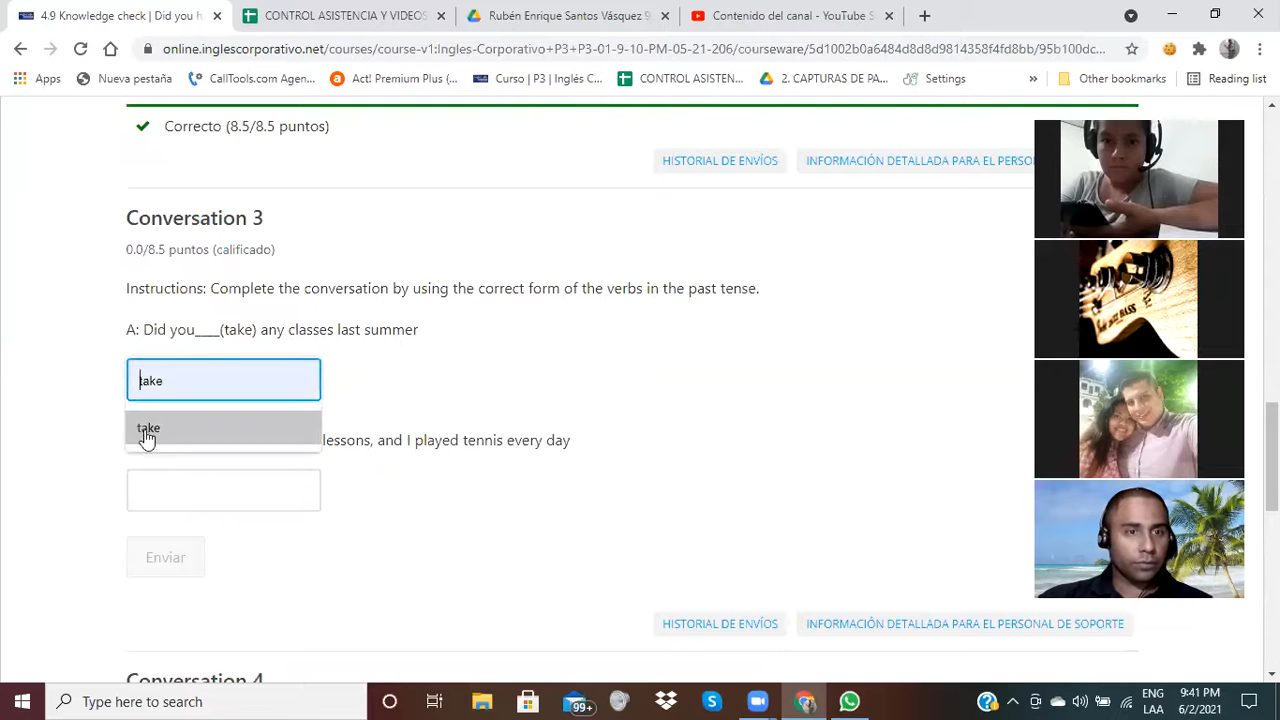 4.9 Knowledge check | Did you h
CONTROL ASISTENCIA Y VIDEOS
Rubén Enrique Santos Vásquez 9
Contenido del canal - YouTube S
online.inglescorporativo.net/courses/course-v1:Ingles-Corporativo+P3+P3-01-9-10-PM-05-21-206/courseware/5d1002b0a6484d8d8d9814358f4fd8bb/95b100dc...
Apps
Nueva pestaña
CallTools.com Agen...
Act! Premium Plus (...
Curso | P3 | Inglés C...
CONTROL ASISTEN...
2. CAPTURAS DE PA...
Settings
»
Other bookmarks
Reading list
Correcto (8.5/8.5 puntos)
HISTORIAL DE ENVÍOS
INFORMACIÓN DETALLADA PARA EL PERSO
Conversation 3
0.0/8.5 puntos (calificado)
Instructions: Complete the conversation by using the correct form of the verbs in the past tense.
A: Did you____(take) any classes last summer
take
take
lessons, and I played tennis every day
Enviar
HISTORIAL DE ENVÍOS
INFORMACIÓN DETALLADA PARA EL PERSONAL DE SOPORTE
Conversation 4
Type here to search
99+
ENG
LAA
9:41 PM
6/2/2021